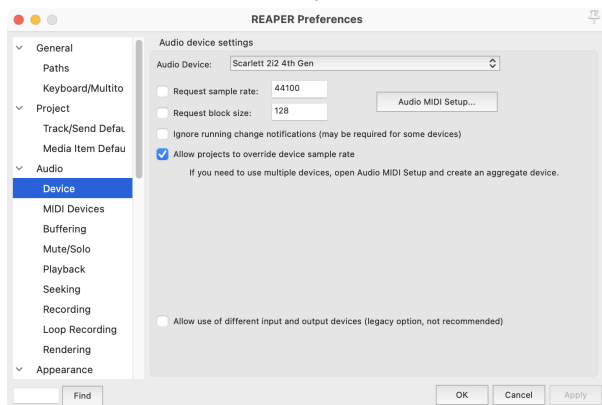 REAPER Preferences
General
Paths
Keyboard/Multito
Project
Track/Send Defau
Media Item Defau
Audio
Device
MIDI Devices
Buffering
Mute/Solo
Playback
Seeking
Recording
Loop Recording
Rendering
Appearance
Find
Audio device settings
Audio Device: Scarlett 2i2 4th Gen
Request sample rate: 44100
Request block size: 128
Audio MIDI Setup...
Ignore running change notifications (may be required for some devices)
Allow projects to override device sample rate
If you need to use multiple devices, open Audio MIDI Setup and create an aggregate device.
Allow use of different input and output devices (legacy option, not recommended)
OK Cancel Apply